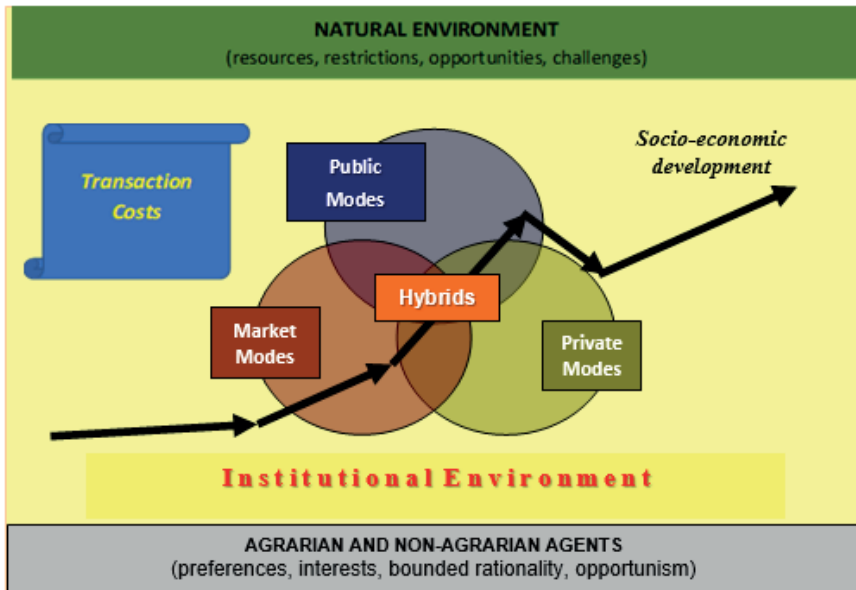 NATURAL ENVIRONMENT
(resources, restrictions, opportunities, challenges)
Socio-economic
development
Transaction
Costs
Public
Modes
Hybrids
Market
Modes
Private
Modes
Institutional Environment
AGRARIAN AND NON-AGRARIAN AGENTS
(preferences, interests, bounded rationality, opportunism)